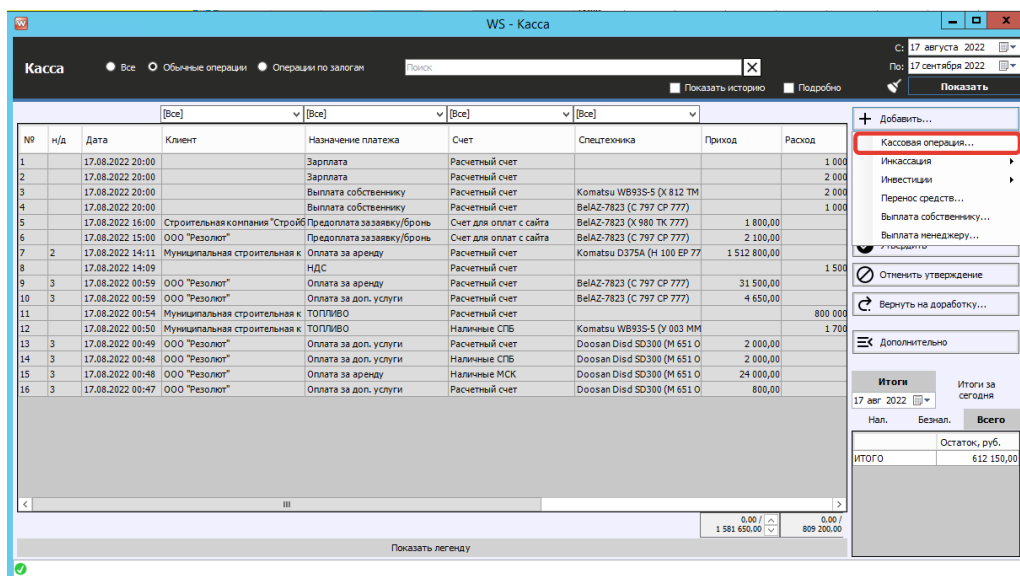 WS - Касса
С: 17 августа 2022
Касса Все Обычные операции Операции по залогам Поиск По: 17 сентября 2022
Показать историю Подробно Показать
[Все] [Все] [Все] [Все] Добавить...
№ н/д Дата Клиент Назначение платежа Счет Спецтехника Приход Расход
Кассовая операция...
Инкассация
Инвестиции
Перенос средств...
Выплата собственнику...
Выплата менеджеру...
1 17.08.2022 20:00 Зарплата Расчетный счет 1 000
2 17.08.2022 20:00 Зарплата Расчетный счет 2 000
3 17.08.2022 20:00 Выплата собственнику Расчетный счет Komatsu WB93S-5 (X 812 TM 2 000
4 17.08.2022 20:00 Выплата собственнику Расчетный счет BelAZ-7823 (C 797 CP 777) 1 000
5 17.08.2022 16:00 Строительная компания "Стройб Предоплата за заявку/бронь Счет для оплат с сайта BelAZ-7823 (X 980 TK 777) 1 800,00
6 17.08.2022 15:00 ООО "Резолют" Предоплата за заявку/бронь Счет для оплат с сайта BelAZ-7823 (C 797 CP 777) 2 100,00
7 2 17.08.2022 14:11 Муниципальная строительная к Оплата за аренду Расчетный счет Komatsu D375A (H 100 EP 77 1 512 800,00
8 17.08.2022 14:09 НДС Расчетный счет 1 500
9 3 17.08.2022 00:59 ООО "Резолют" Оплата за аренду Расчетный счет BelAZ-7823 (C 797 CP 777) 31 500,00
10 3 17.08.2022 00:59 ООО "Резолют" Оплата за доп. услуги Расчетный счет BelAZ-7823 (C 797 CP 777) 4 650,00
11 17.08.2022 00:54 Муниципальная строительная к ТОПЛИВО Расчетный счет 800 000
12 17.08.2022 00:50 Муниципальная строительная к ТОПЛИВО Наличные СПБ Komatsu WB93S-5 (У 003 MM 1 700
13 3 17.08.2022 00:49 ООО "Резолют" Оплата за доп. услуги Расчетный счет Doosan Disd SD300 (M 651 O 2 000,00
14 3 17.08.2022 00:48 ООО "Резолют" Оплата за доп. услуги Наличные СПБ Doosan Disd SD300 (M 651 O 2 000,00
15 3 17.08.2022 00:48 ООО "Резолют" Оплата за аренду Наличные МСК Doosan Disd SD300 (M 651 O 24 000,00
16 3 17.08.2022 00:47 ООО "Резолют" Оплата за доп. услуги Расчетный счет Doosan Disd SD300 (M 651 O 800,00
Утвердить
Отменить утверждение
Вернуть на доработку...
Дополнительно
Итоги Итоги за
17 авг 2022 сегодня
Нал. Безнал. Всего
Остаток, руб.
ИТОГО 612 150,00
0,00 / 0,00 /
1 581 650,00 809 200,00
Показать легенду